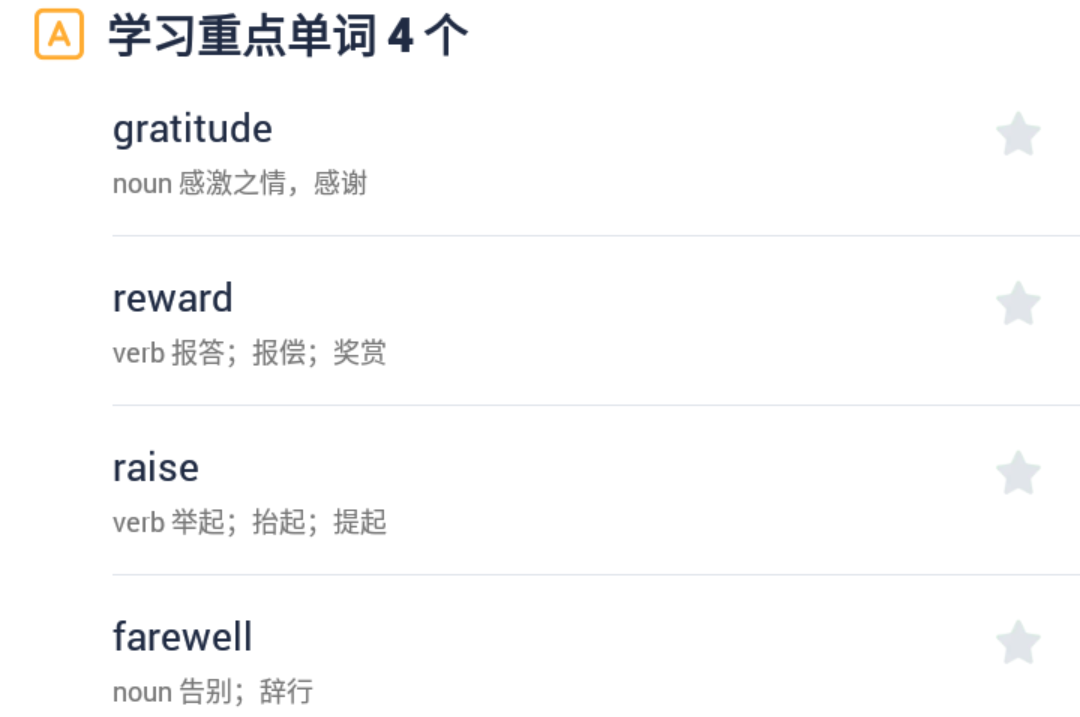 A 学习重点单词 4 个
gratitude
noun 感激之情，感谢
reward
verb 报答；报偿；奖赏
raise
verb 举起；抬起；提起
farewell
noun 告别；辞行